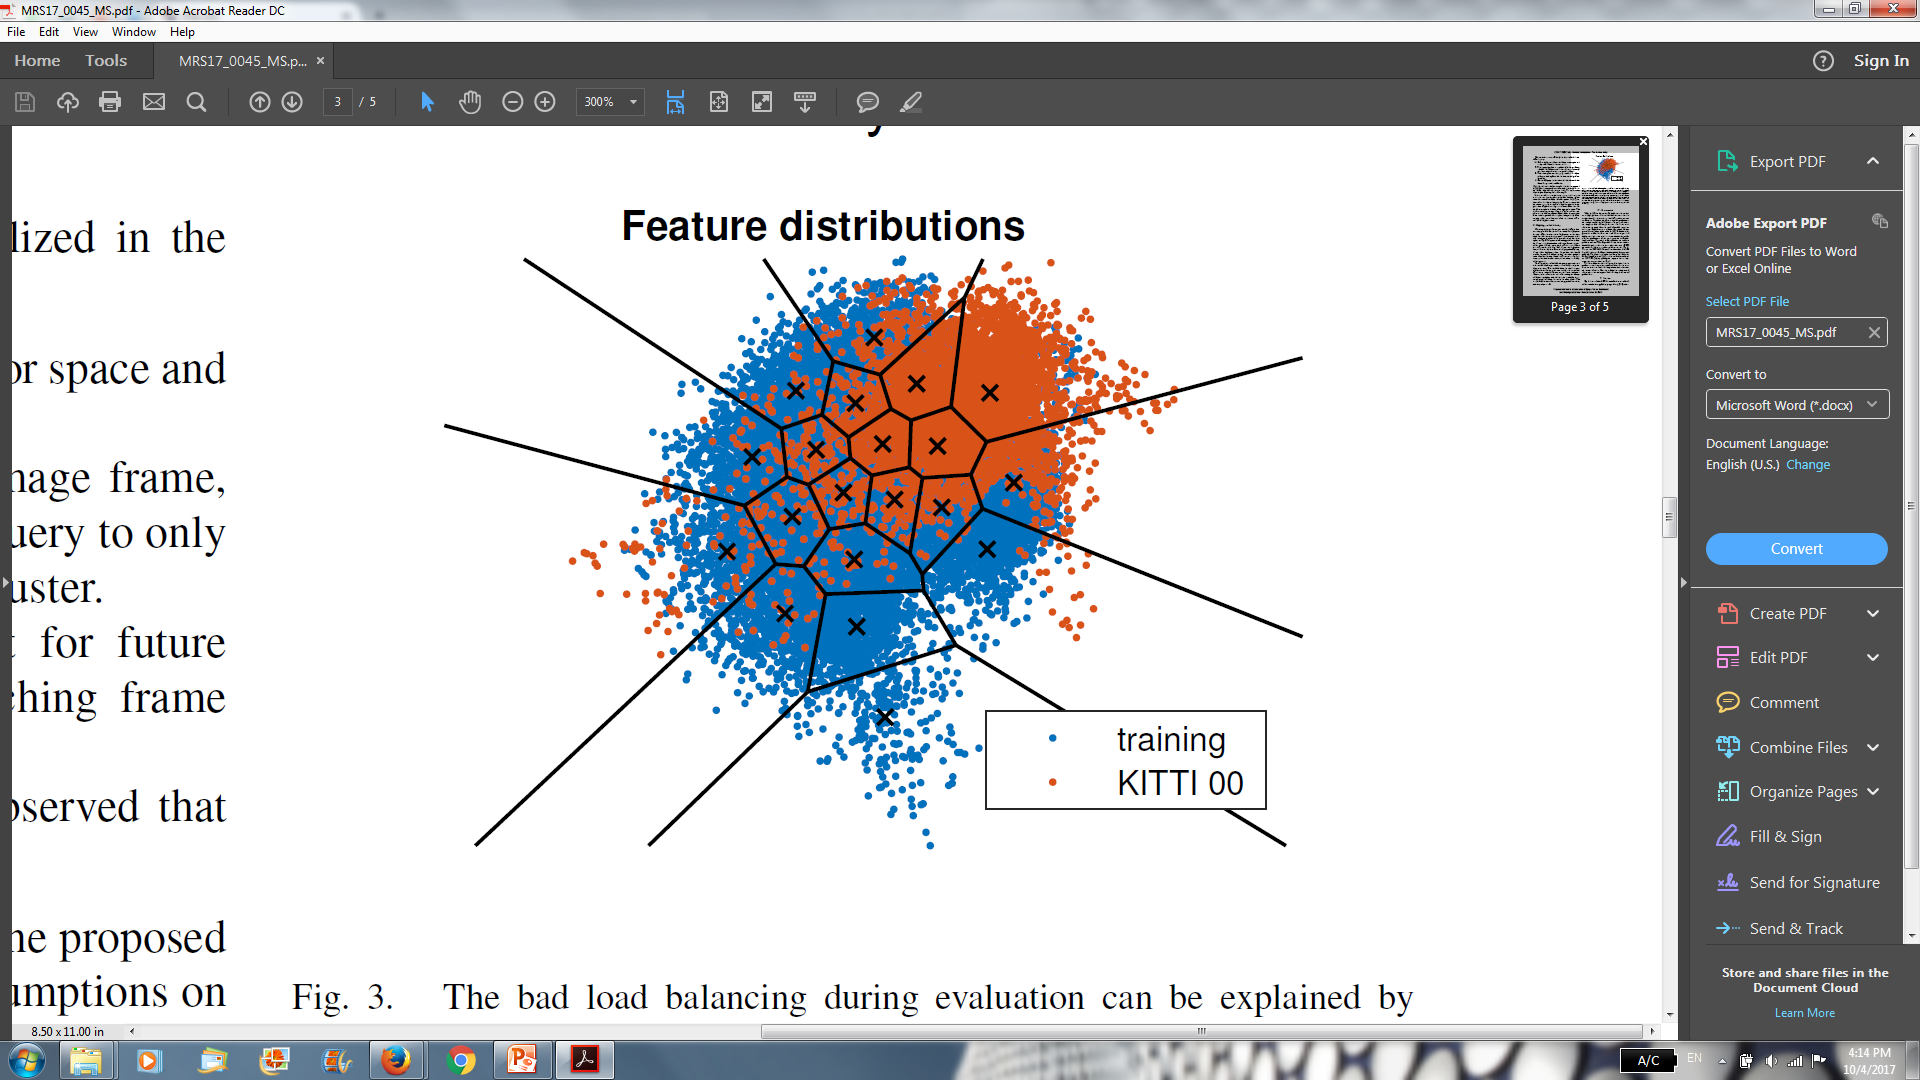 MRS17_0045_MS.pdf - Adobe Acrobat Reader DC
File Edit View Window Help
Home Tools MRS17_0045_MS.p... ×
Sign In
3 / 5
300%
lized in the
or space and
mage frame,
uery to only
uster.
for future
ching frame
bserved that
he proposed
umptions on
Feature distributions
training
KITTI 00
Fig. 3. The bad load balancing during evaluation can be explained by
Page 3 of 5
Export PDF
Adobe Export PDF
Convert PDF Files to Word
or Excel Online
Select PDF File
MRS17_0045_MS.pdf
Convert to
Microsoft Word (*.docx)
Document Language:
English (U.S.) Change
Convert
Create PDF
Edit PDF
Comment
Combine Files
Organize Pages
Fill & Sign
Send for Signature
Send & Track
Store and share files in the
Document Cloud
Learn More
8.50 x 11.00 in
A/C
EN
4:14 PM
10/4/2017